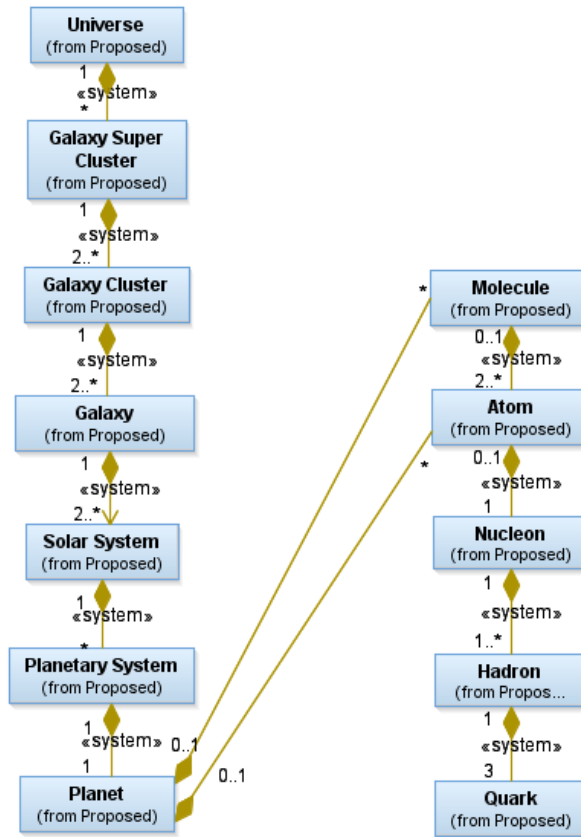 Universe
(from Proposed)
1
«system»
*
Galaxy Super
Cluster
(from Proposed)
1
«system»
2..*
Galaxy Cluster
(from Proposed)
1
«system»
2..*
Galaxy
(from Proposed)
1
«system»
2..*
Solar System
(from Proposed)
1
«system»
*
Planetary System
(from Proposed)
1
«system»
1
Planet
(from Proposed)
0..1
0..1
*
*
Molecule
(from Proposed)
0..1
«system»
2..*
Atom
(from Proposed)
0..1
«system»
1
Nucleon
(from Proposed)
1
«system»
1..*
Hadron
(from Propos...
1
«system»
3
Quark
(from Proposed)